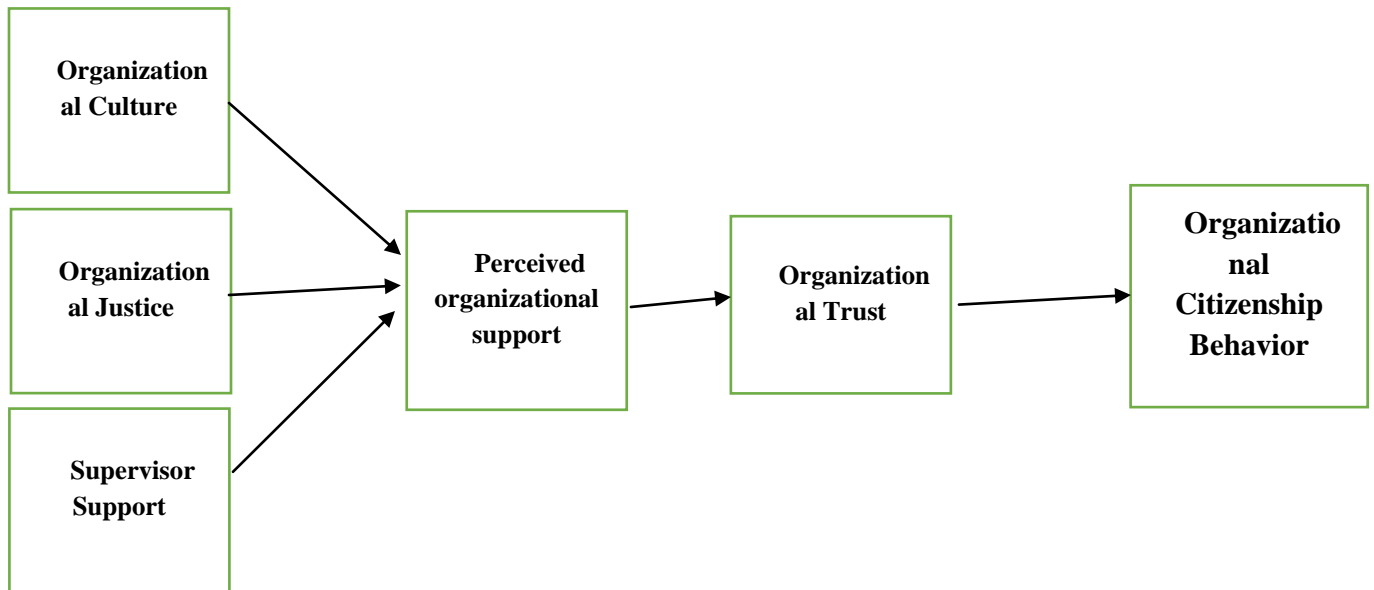 Organization
al Culture
Organization
al Justice
Supervisor
Support
Perceived
organizational
support
Organization
al Trust
Organizatio
nal
Citizenship
Behavior